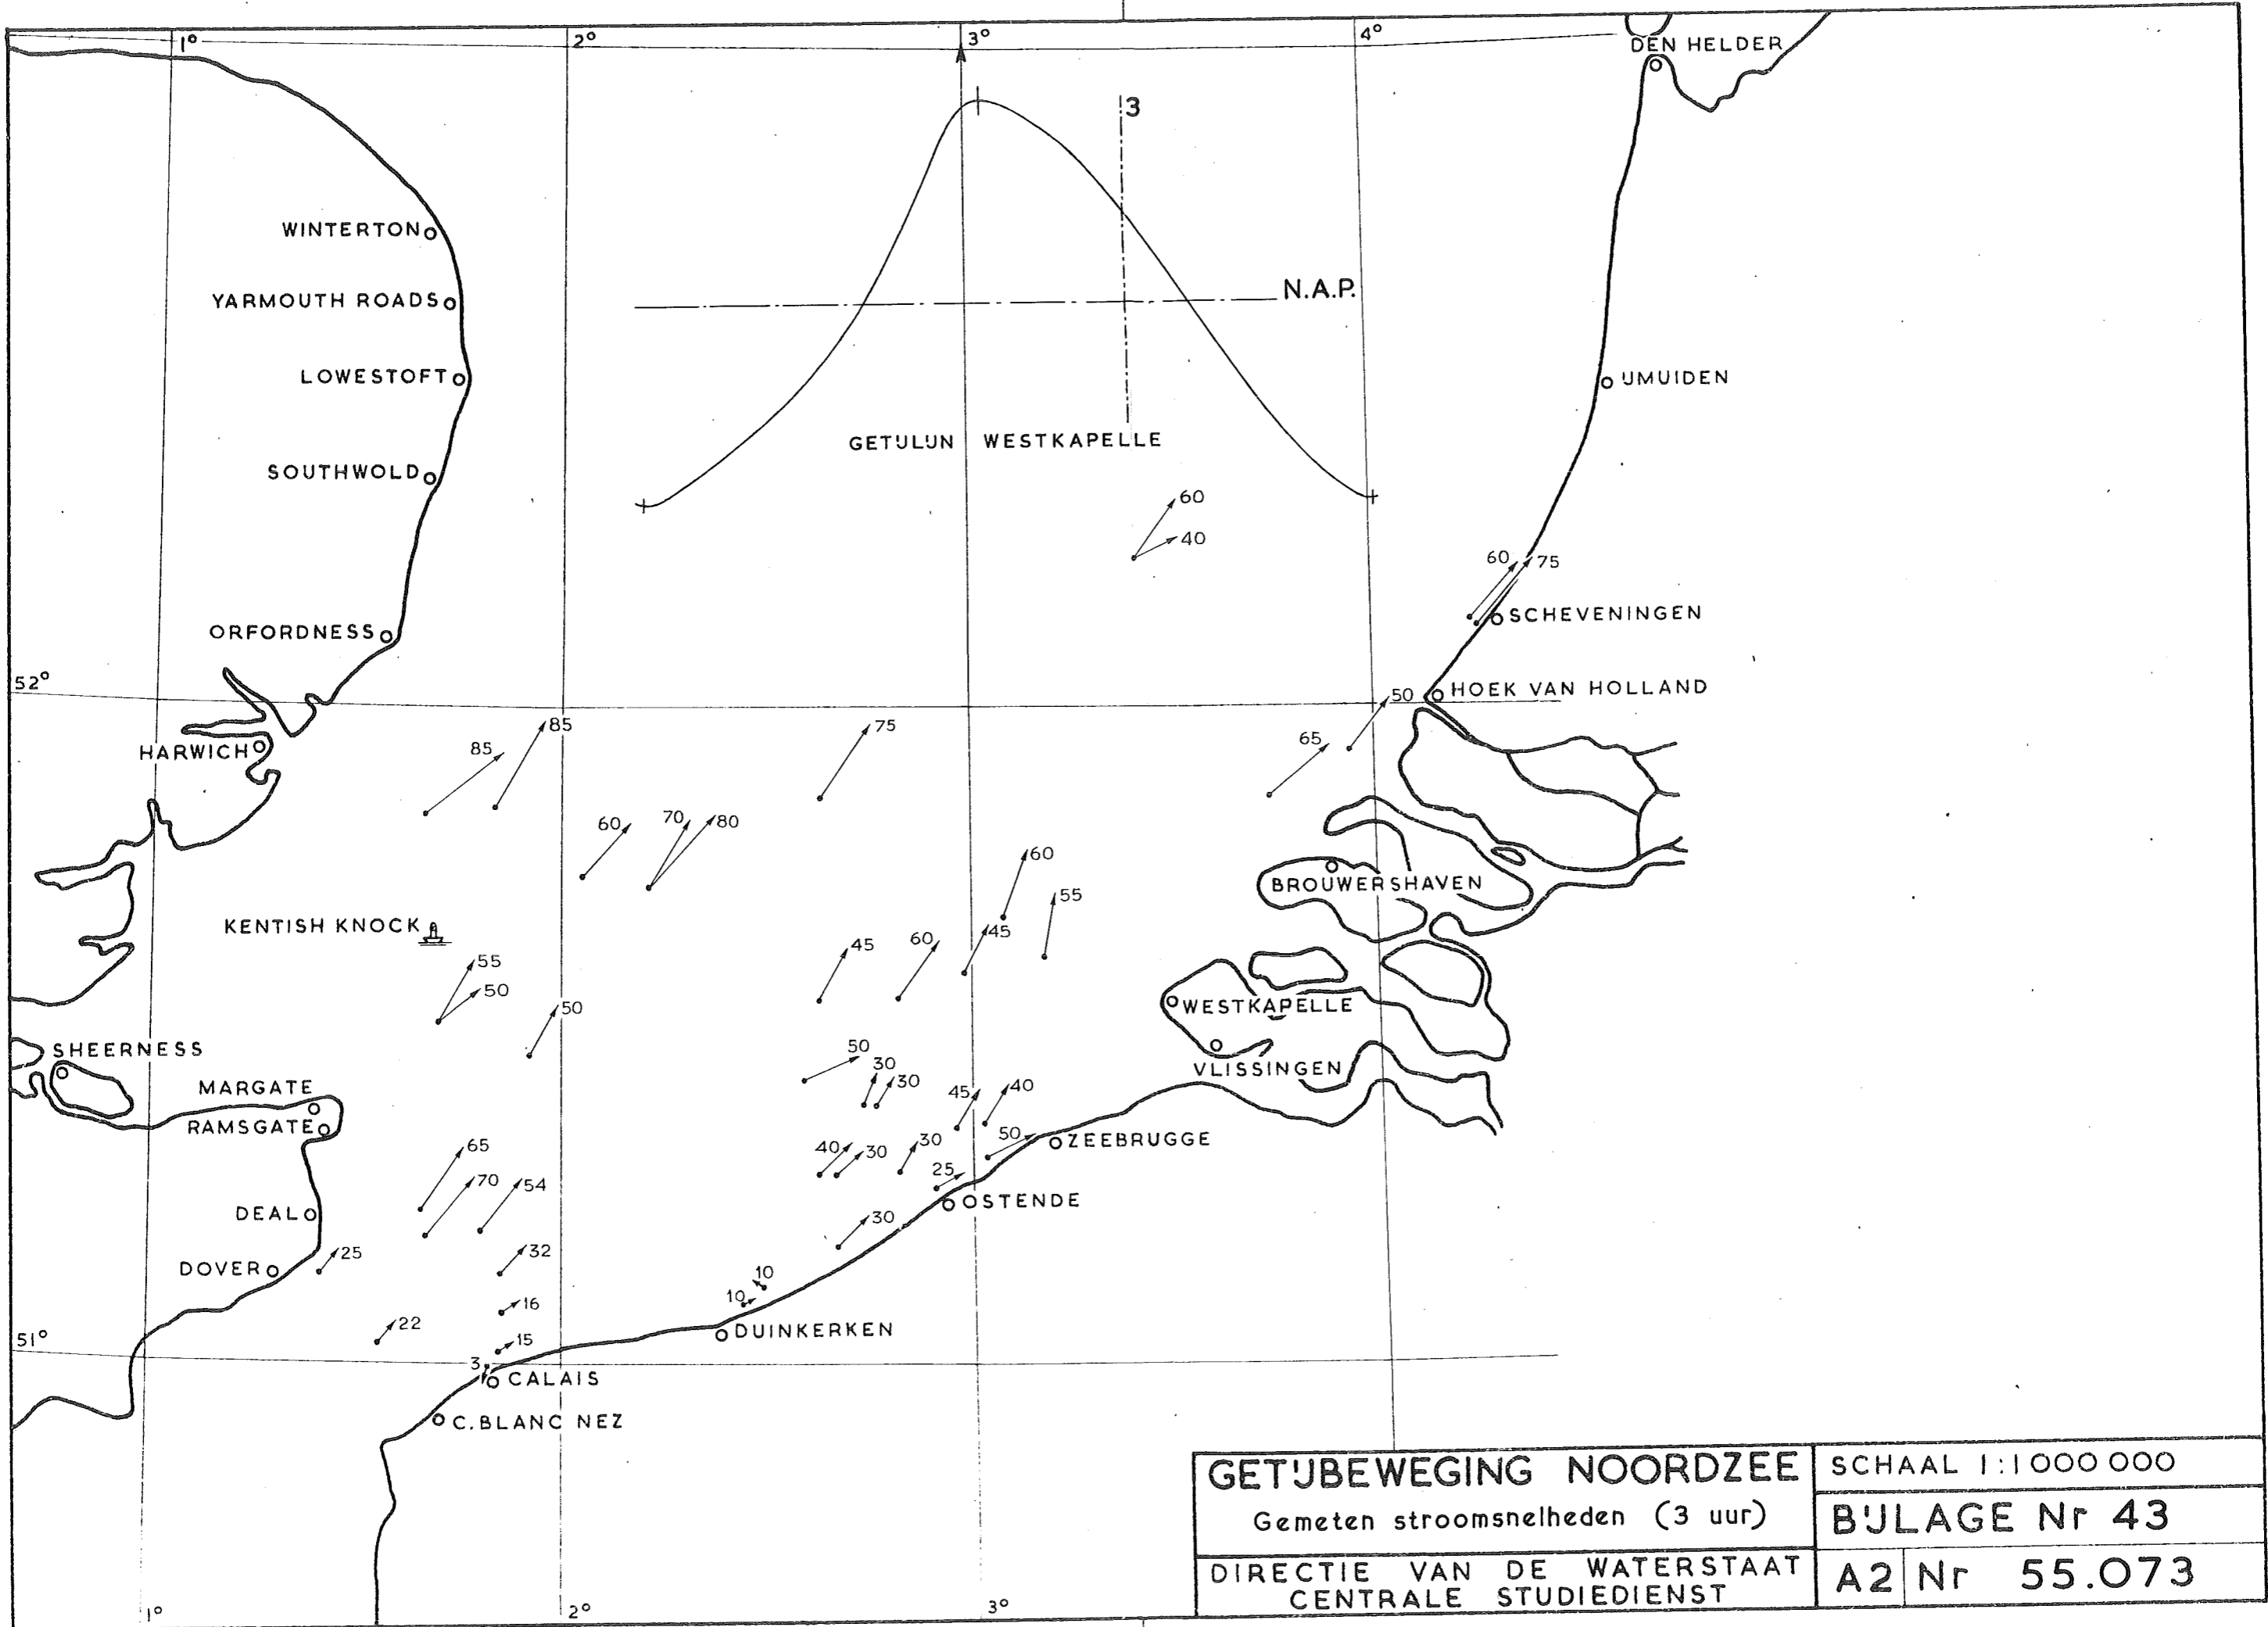 1°
2°
3°
4°
DEN HELDER
3
WINTERTON
YARMOUTH ROADS
N.A.P.
LOWESTOFT
IJMUIDEN
GETIJLIJN WESTKAPELLE
SOUTHWOLD
60
40
60
75
SCHEVENINGEN
ORFORDNESS
52°
50
HOEK VAN HOLLAND
85
85
75
65
HARWICH
60
70
80
60
55
BROUWERSHAVEN
KENTISH KNOCK
45
60
45
55
50
50
WESTKAPELLE
SHEERNESS
50
30
30
VLISSINGEN
MARGATE
45
40
RAMSGATE
65
40
30
30
50
ZEEBRUGGE
70
54
25
OSTENDE
DEAL
30
25
32
DOVER
10
10
16
22
15
DUINKERKEN
51°
3
CALAIS
C.BLANC NEZ
1°
2°
3°
GETIJBEWEGING NOORDZEE
Gemeten stroomsnelheden (3 uur)
DIRECTIE VAN DE WATERSTAAT
CENTRALE STUDIEDIENST
SCHAAL 1:1 000 000
BIJLAGE Nr 43
A2 Nr 55.073